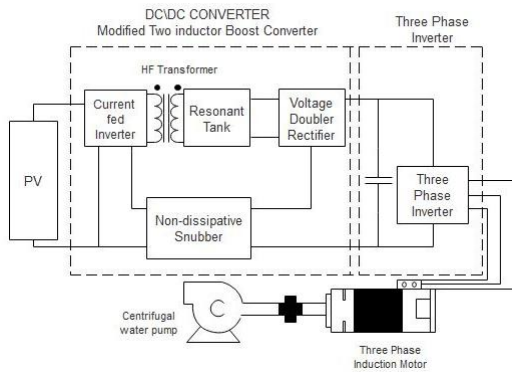 DC\DC CONVERTER
Modified Two inductor Boost Converter
Three Phase
Inverter
HF Transformer
Current
fed
Inverter
Resonant
Tank
Voltage
Doubler
Rectifier
PV
Three
Phase
Inverter
Non-dissipative
Snubber
Centrifugal
water pump
Three Phase
Induction Motor